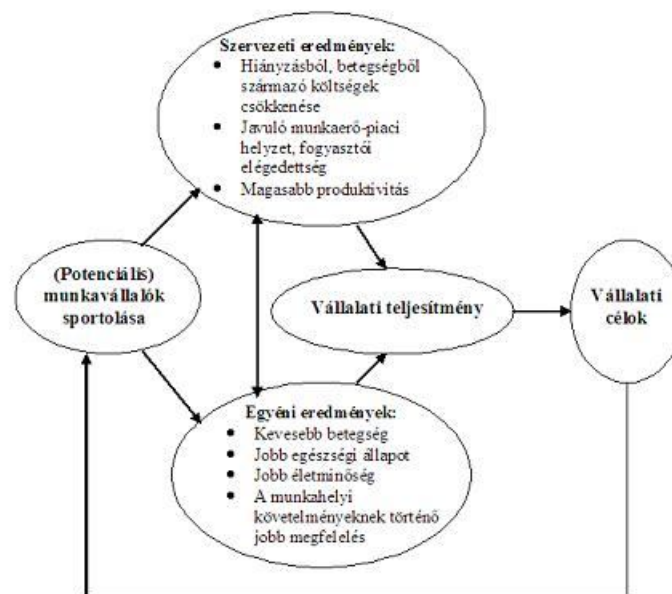 Szervezeti eredmények:
• Hiányzásból, betegségből
származó költségek
csökkenése
• Javuló munkaerő-piaci
helyzet, fogyasztói
elégedettség
• Magasabb produktivitás
(Potenciális)
munkavállalók
sportolása
Vállalati teljesítmény
Vállalati
célok
Egyéni eredmények:
• Kevesebb betegség
• Jobb egészségi állapot
• Jobb életminőség
• A munkahelyi
követelményeknek történő
jobb megfelelés